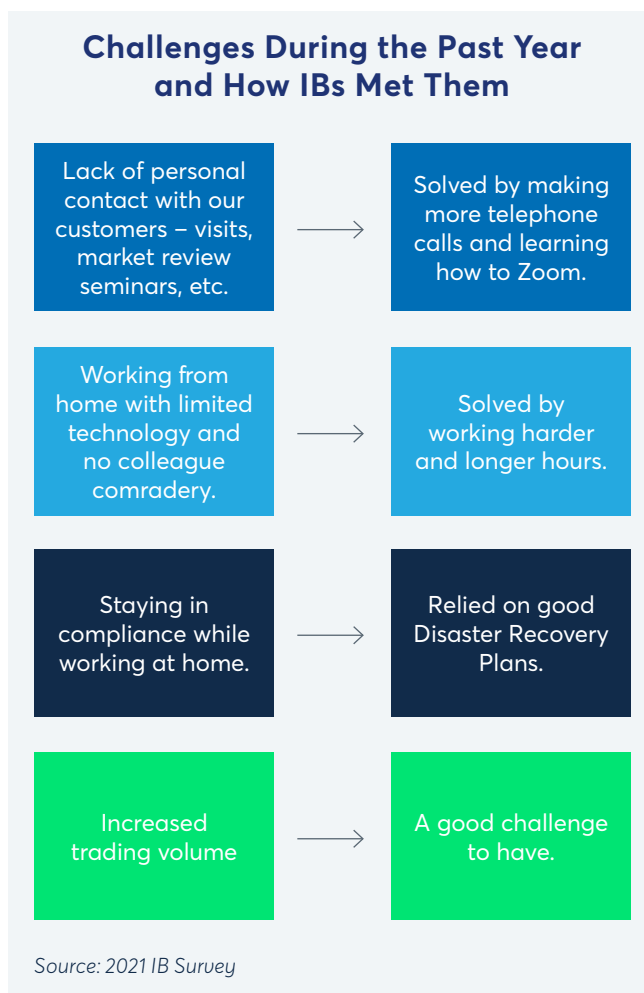 Challenges During the Past Year
and How IBs Met Them
Lack of personal
contact with our
customers – visits,
market review
seminars, etc.
Solved by making
more telephone
calls and learning
how to Zoom.
Working from
home with limited
technology and
no colleague
comradery.
Solved by
working harder
and longer hours.
Staying in
compliance while
working at home.
Relied on good
Disaster Recovery
Plans.
Increased
trading volume
A good challenge
to have.
Source: 2021 IB Survey